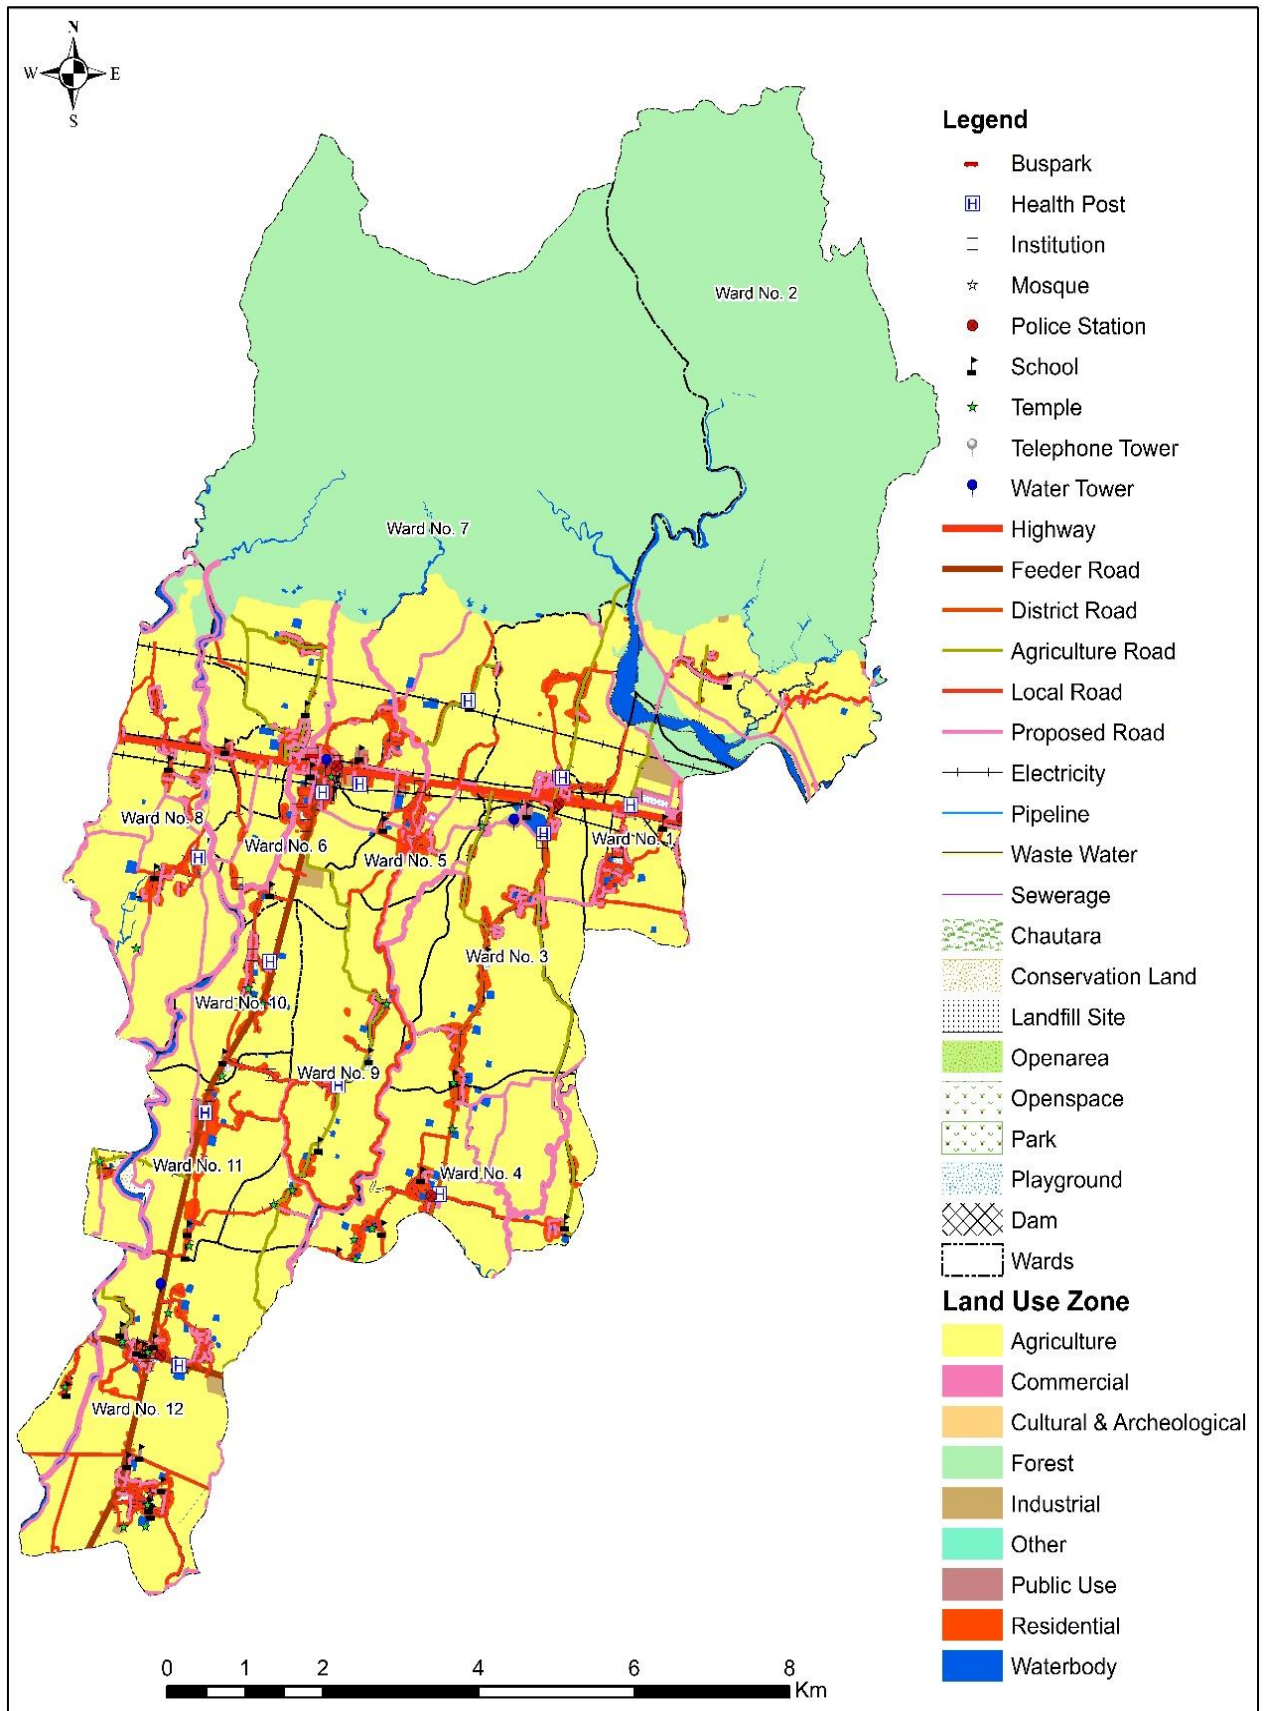 N
W E
S
Legend
Buspark
H Health Post
Institution
Mosque
Police Station
School
Temple
Telephone Tower
Water Tower
Highway
Feeder Road
District Road
Agriculture Road
Local Road
Proposed Road
Electricity
Pipeline
Waste Water
Sewerage
Chautara
Conservation Land
Landfill Site
Openarea
Openspace
Park
Playground
Dam
Wards
Land Use Zone
Agriculture
Commercial
Cultural & Archeological
Forest
Industrial
Other
Public Use
Residential
Waterbody
Ward No. 2
Ward No. 7
H
H
H
H
H
Ward No. 8
Ward No. 6
Ward No. 5
H
Ward No. 1
H
Ward No. 3
H
Ward No. 10
Ward No. 9
H
H
Ward No. 11
Ward No. 4
H
H
Ward No. 12
0 1 2 4 6 8
Km